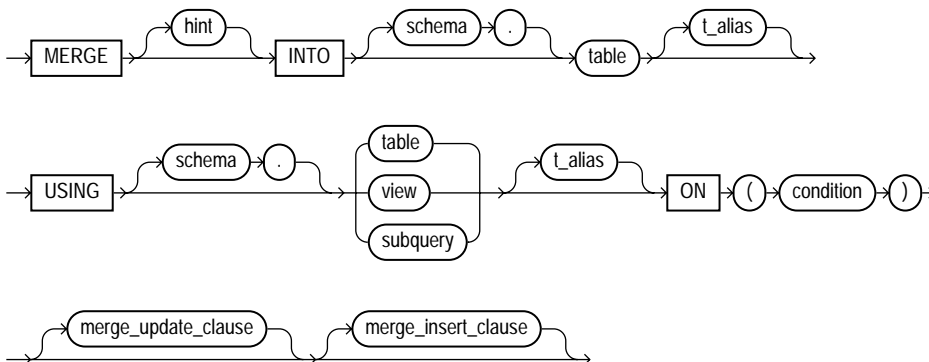 MERGE hint INTO schema . table t_alias
USING schema . table view subquery t_alias ON ( condition )
merge_update_clause merge_insert_clause